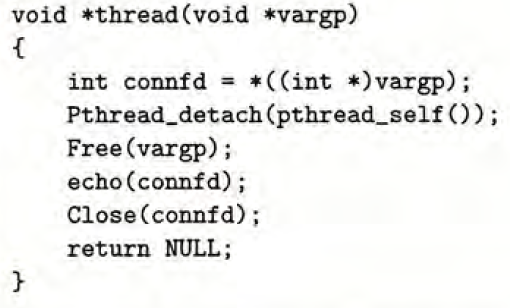 void *thread(void *vargp)
{
    int connfd = *((int *)vargp);
    Pthread_detach(pthread_self());
    Free(vargp);
    echo(connfd);
    Close(connfd);
    return NULL;
}